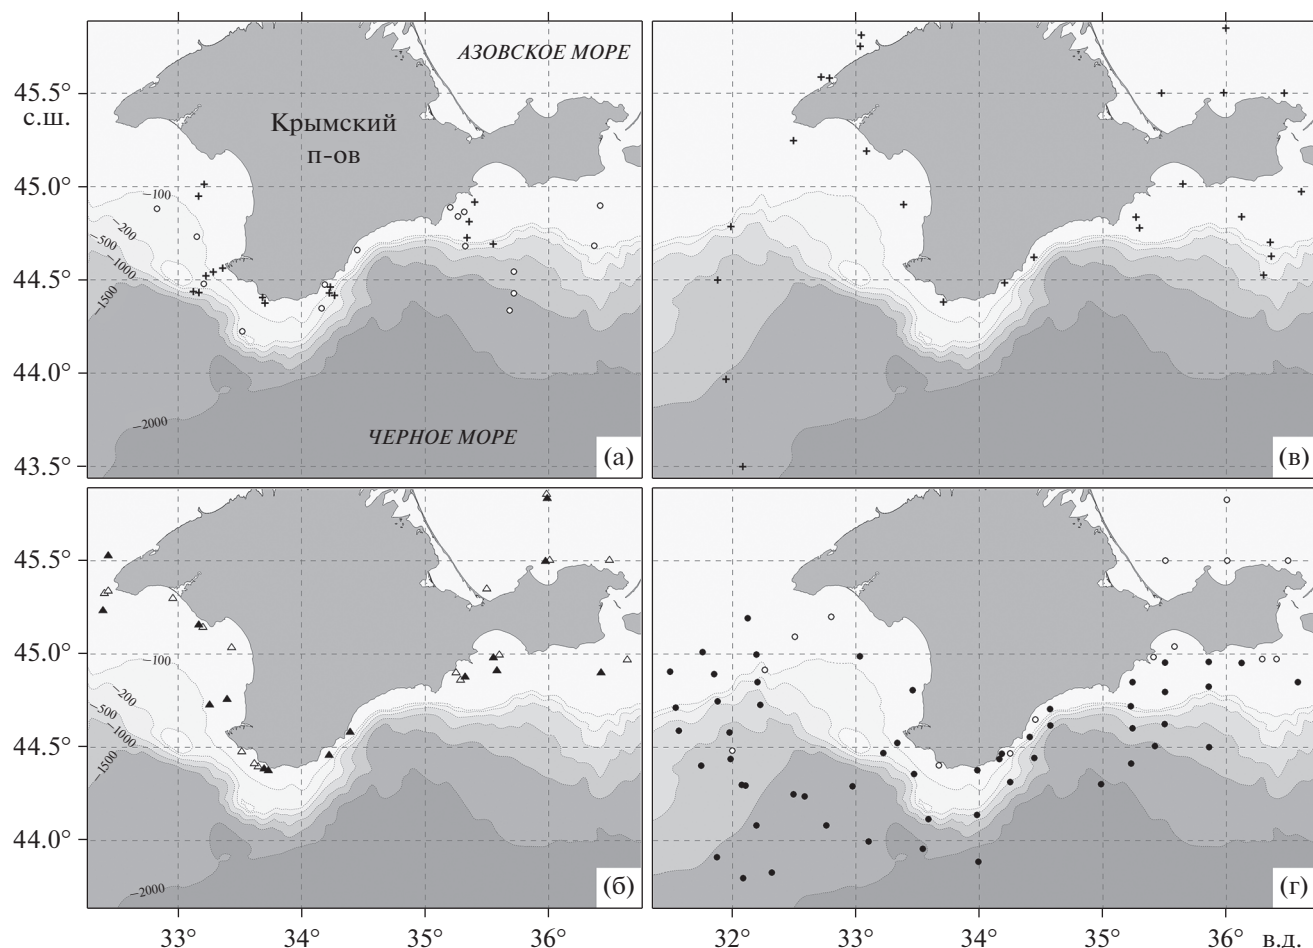 АЗОВСКОЕ МОРЕ
45.5°
с.ш.
Крымский
п-ов
45.0°
−100
−200
−500
−1000
−1500
44.5°
44.0°
−2000
ЧЕРНОЕ МОРЕ
43.5°
(а)
(в)
45.5°
45.0°
−100
−200
−500
−1000
−1500
44.5°
44.0°
−2000
(б)
(г)
33° 34° 35° 36° 32° 33° 34° 35° 36° в.д.